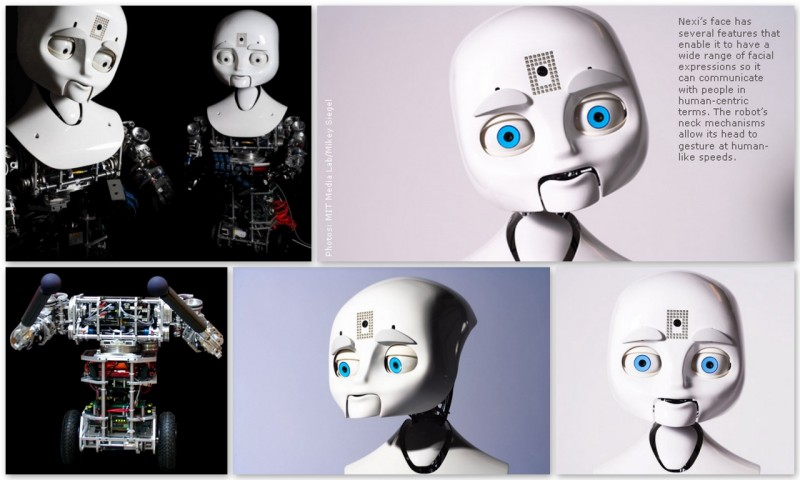 Nexi's face has
several features that
enable it to have a
wide range of facial
expressions so it
can communicate
with people in
human-centric
terms. The robot's
neck mechanisms
allow its head to
gesture at human-
like speeds.
Photos: MIT Media Lab/Mikey Siegel